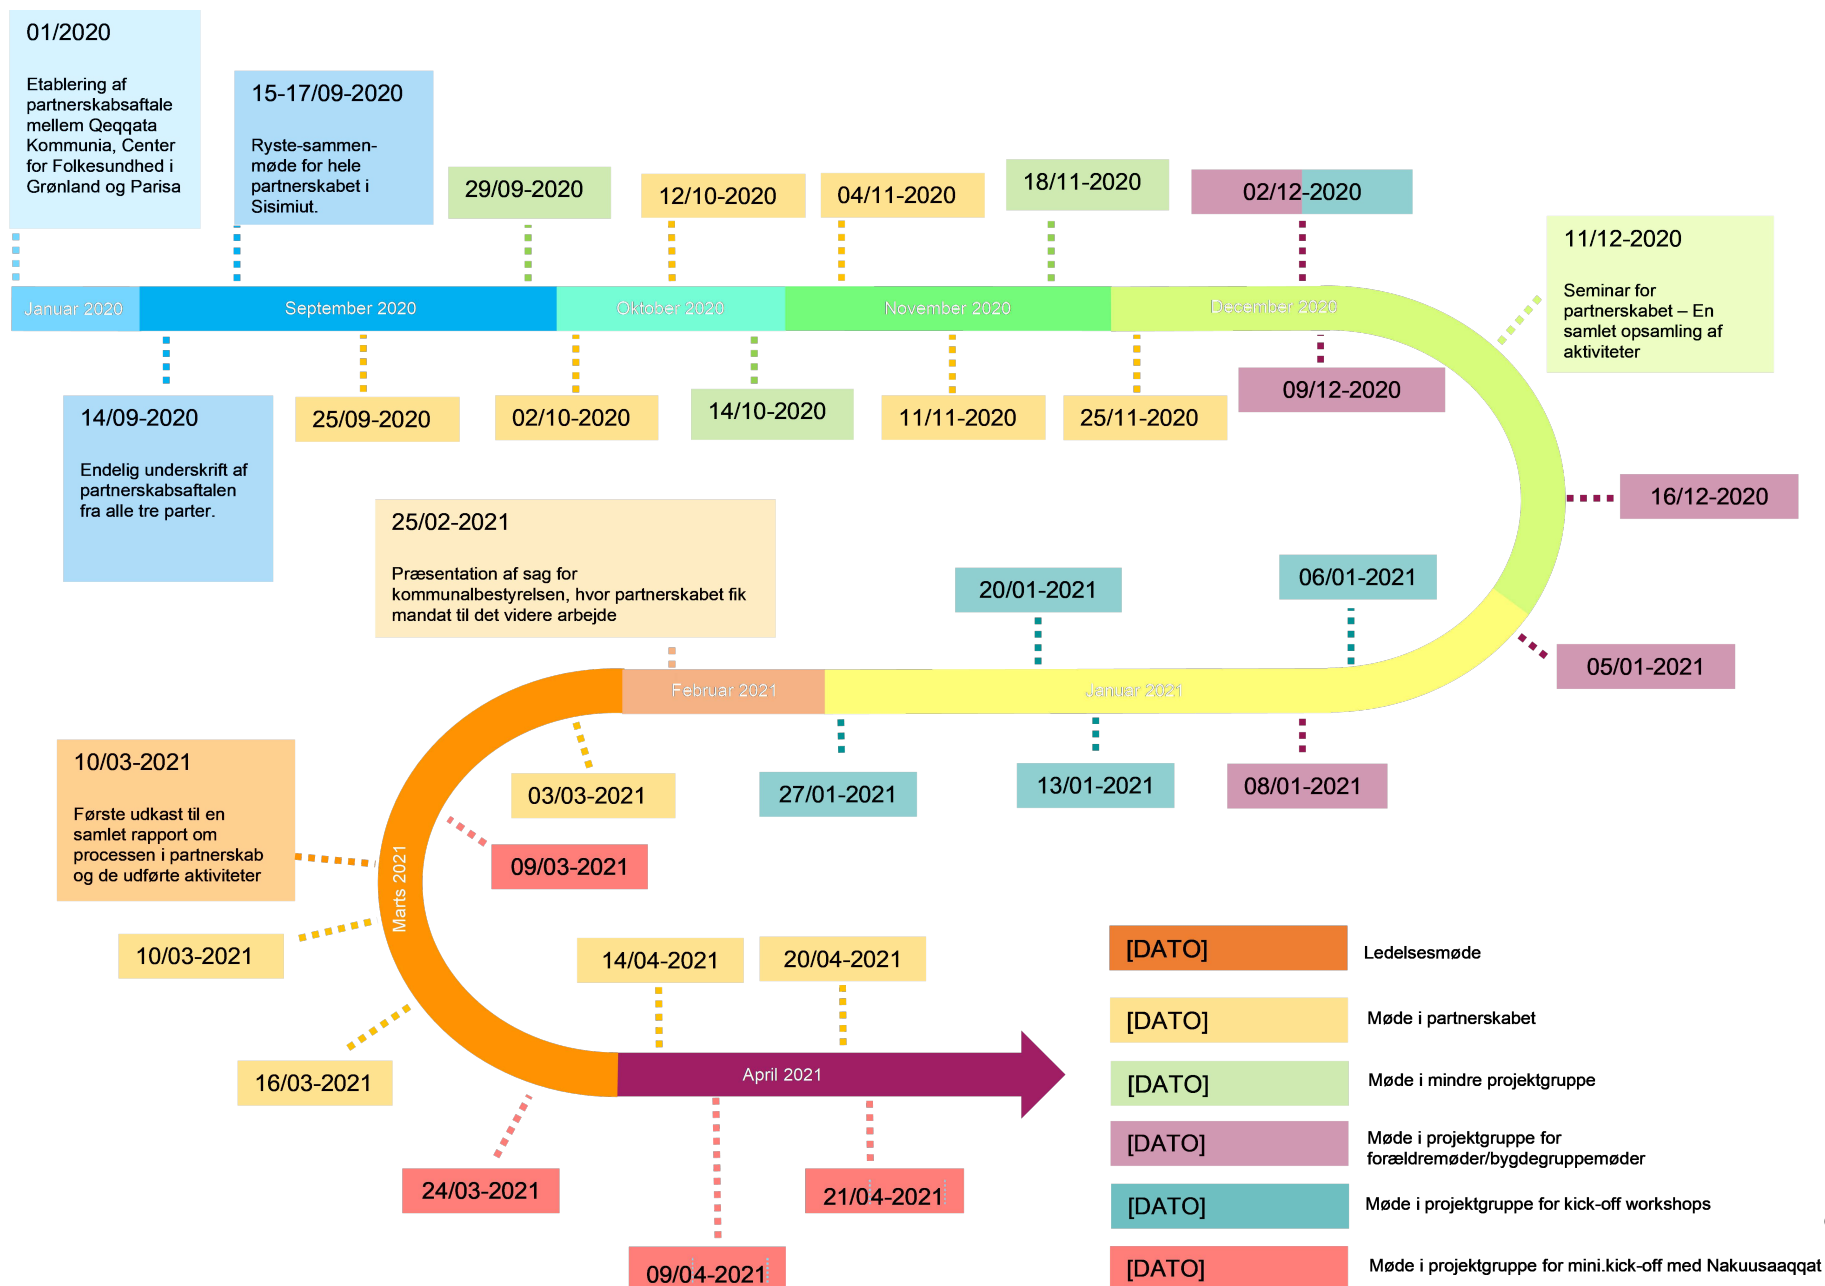 01/2020
Etablering af
partnerskabsaftale
mellem Qeqqata
Kommunia, Center
for Folkesundhed i
Grønland og Parisa
15-17/09-2020
Ryste-sammen-
møde for hele
partnerskabet i
Sisimiut.
29/09-2020
12/10-2020
04/11-2020
18/11-2020
02/12-2020
11/12-2020
Seminar for
partnerskabet – En
samlet opsamling af
aktiviteter
Januar 2020
September 2020
Oktober 2020
November 2020
December 2020
14/09-2020
Endelig underskrift af
partnerskabsaftalen
fra alle tre parter.
25/09-2020
02/10-2020
14/10-2020
11/11-2020
25/11-2020
09/12-2020
16/12-2020
25/02-2021
Præsentation af sag for
kommunalbestyrelsen, hvor partnerskabet fik
mandat til det videre arbejde
20/01-2021
06/01-2021
05/01-2021
Februar 2021
Januar 2021
03/03-2021
27/01-2021
13/01-2021
08/01-2021
10/03-2021
Første udkast til en
samlet rapport om
processen i partnerskab
og de udførte aktiviteter
09/03-2021
Marts 2021
10/03-2021
16/03-2021
24/03-2021
14/04-2021
20/04-2021
April 2021
21/04-2021
09/04-2021
[DATO]
Ledelsesmøde
[DATO]
Møde i partnerskabet
[DATO]
Møde i mindre projektgruppe
[DATO]
Møde i projektgruppe for
forældremøder/bygdegruppemøder
[DATO]
Møde i projektgruppe for kick-off workshops
[DATO]
Møde i projektgruppe for mini.kick-off med Nakuusaaqqat